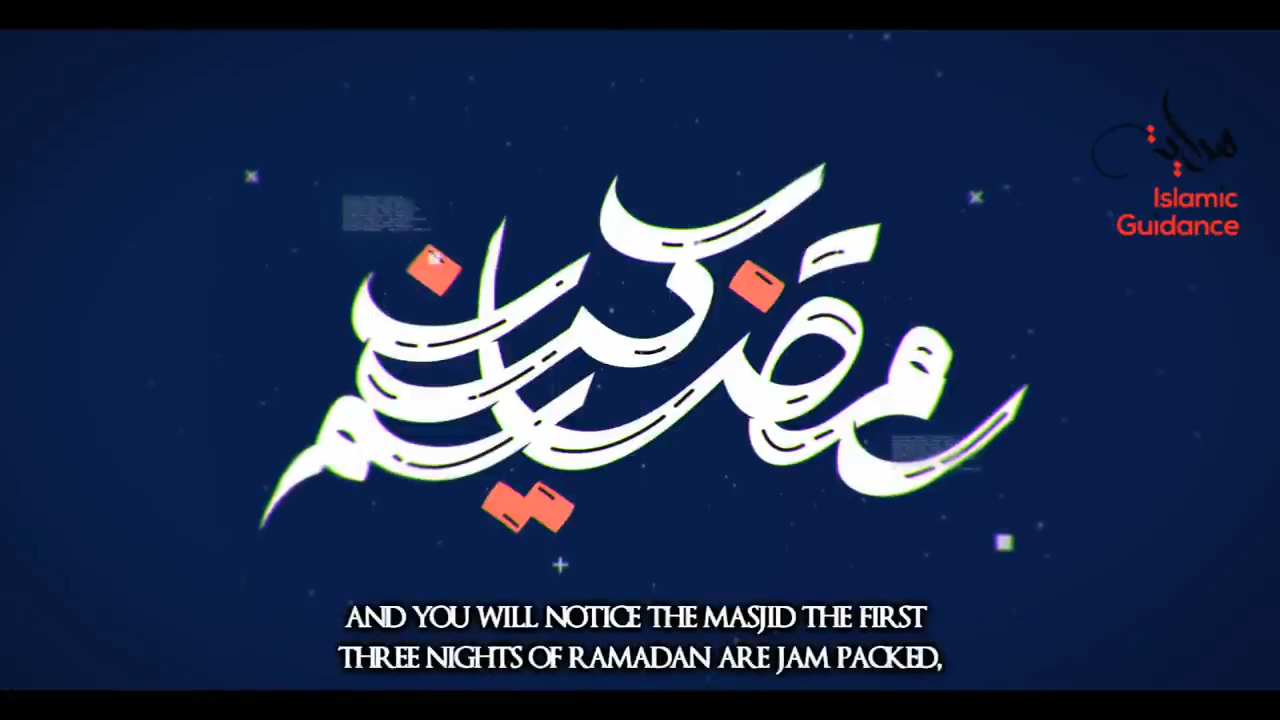 هداية
Islamic
Guidance
رمضان كريم
AND YOU WILL NOTICE THE MASJID THE FIRST
THREE NIGHTS OF RAMADAN ARE JAM PACKED,